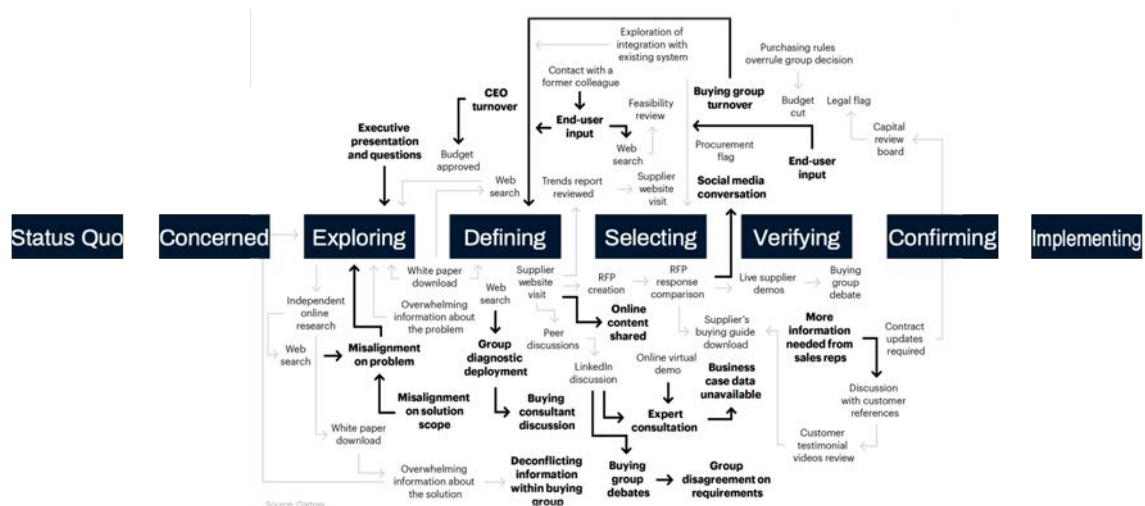 Exploration of
integration with
existing system
Purchasing rules
overrule group decision
Contact with a
former colleague
CEO
turnover
Buying group
turnover
Feasibility
review
Budget
cut
Legal flag
Executive
presentation
and questions
End-user
input
Budget
approved
Web
search
Procurement
flag
End-user
input
Capital
review
board
Web
search
Trends report
reviewed
Supplier
website
visit
Social media
conversation
Status Quo
Concerned
Exploring
Defining
Selecting
Verifying
Confirming
Implementing
White paper
download
Supplier
website
visit
RFP
creation
RFP
response
comparison
Live supplier
demos
Buying
group
debate
Independent
online
research
Overwhelming
information about
the problem
Web
search
Online
content
shared
Supplier's
buying guide
download
More
information
needed from
sales reps
Contract
updates
required
Web
search
Misalignment
on problem
Group
diagnostic
deployment
Peer
discussions
LinkedIn
discussion
Online virtual
demo
Business
case data
unavailable
Discussion
with customer
references
Misalignment
on solution
scope
Buying
consultant
discussion
Expert
consultation
White paper
download
Customer
testimonial
videos review
Overwhelming
information about
the solution
Deconflicting
information
within buying
group
Buying
group
debates
Group
disagreement on
requirements
Source: Gartner